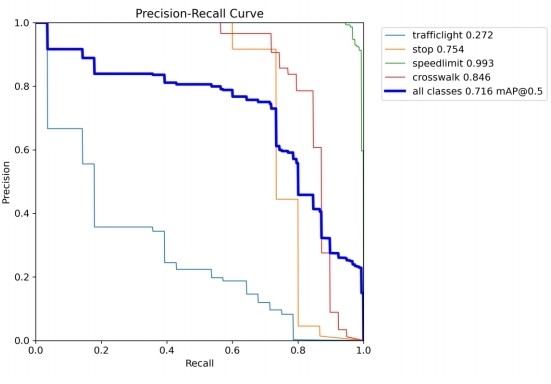 Precision-Recall Curve
1.0
0.8
0.6
0.4
0.2
0.0
Precision
0.0 0.2 0.4 0.6 0.8 1.0
Recall
trafficlight 0.272
stop 0.754
speedlimit 0.993
crosswalk 0.846
all classes 0.716 mAP@0.5